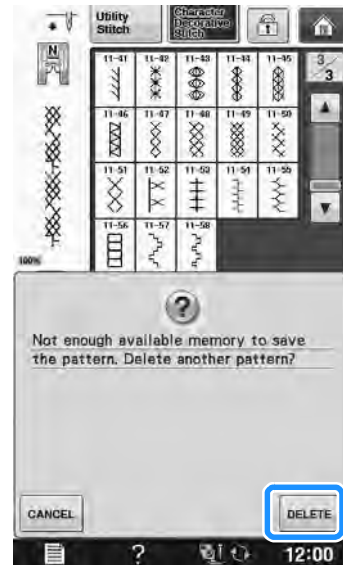 Utility
Stitch
Character
Decorative
Stitch
N
3
3
11-41 11-42 11-43 11-44 11-45
11-46 11-47 11-48 11-49 11-50
11-51 11-52 11-53 11-54 11-55
11-56 11-57 11-58
100%
?
Not enough available memory to save
the pattern. Delete another pattern?
CANCEL
DELETE
?
12:00